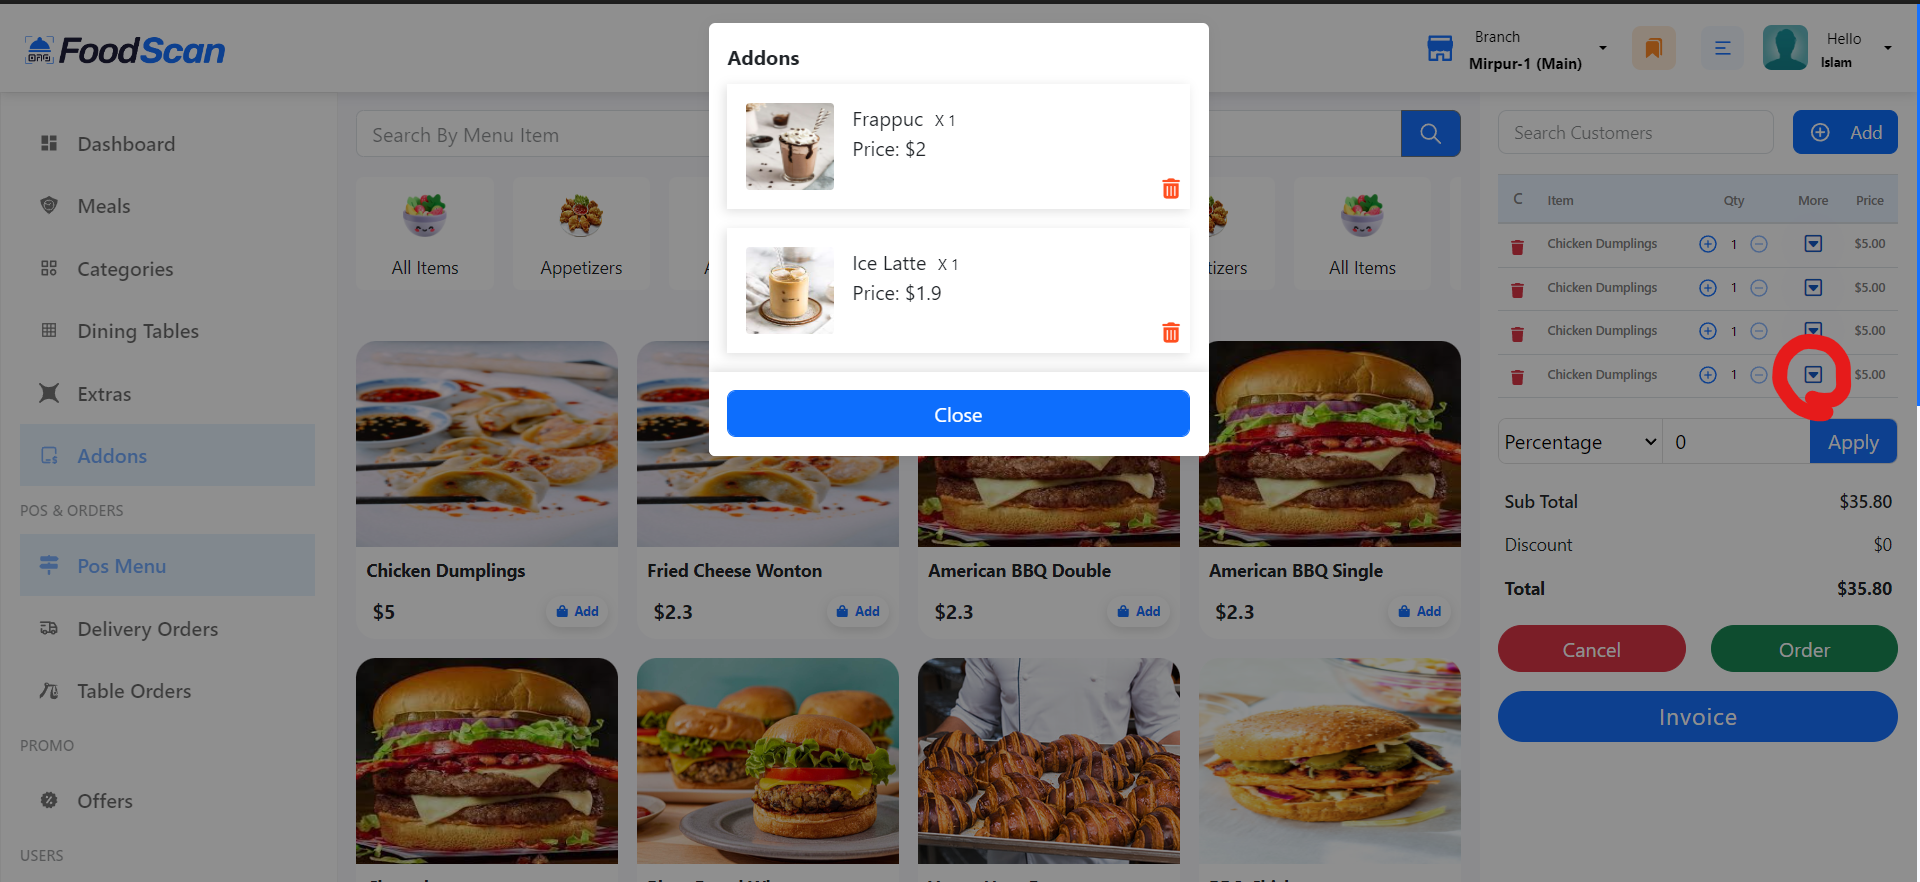 FoodScan
Branch
Mirpur-1 (Main)
Hello
Islam
Dashboard
Meals
Categories
Dining Tables
Extras
Addons
POS & ORDERS
Pos Menu
Delivery Orders
Table Orders
PROMO
Offers
USERS
Search By Menu Item
All Items
Appetizers
All Items
Addons
Frappuc X 1
Price: $2
Ice Latte X 1
Price: $1.9
Close
Chicken Dumplings
$5
Add
Fried Cheese Wonton
$2.3
Add
American BBQ Double
$2.3
Add
American BBQ Single
$2.3
Add
Search Customers
Add
C Item Qty More Price
Chicken Dumplings 1 $5.00
Chicken Dumplings 1 $5.00
Chicken Dumplings 1 $5.00
Chicken Dumplings 1 $5.00
Percentage 0 Apply
Sub Total $35.80
Discount $0
Total $35.80
Cancel
Order
Invoice